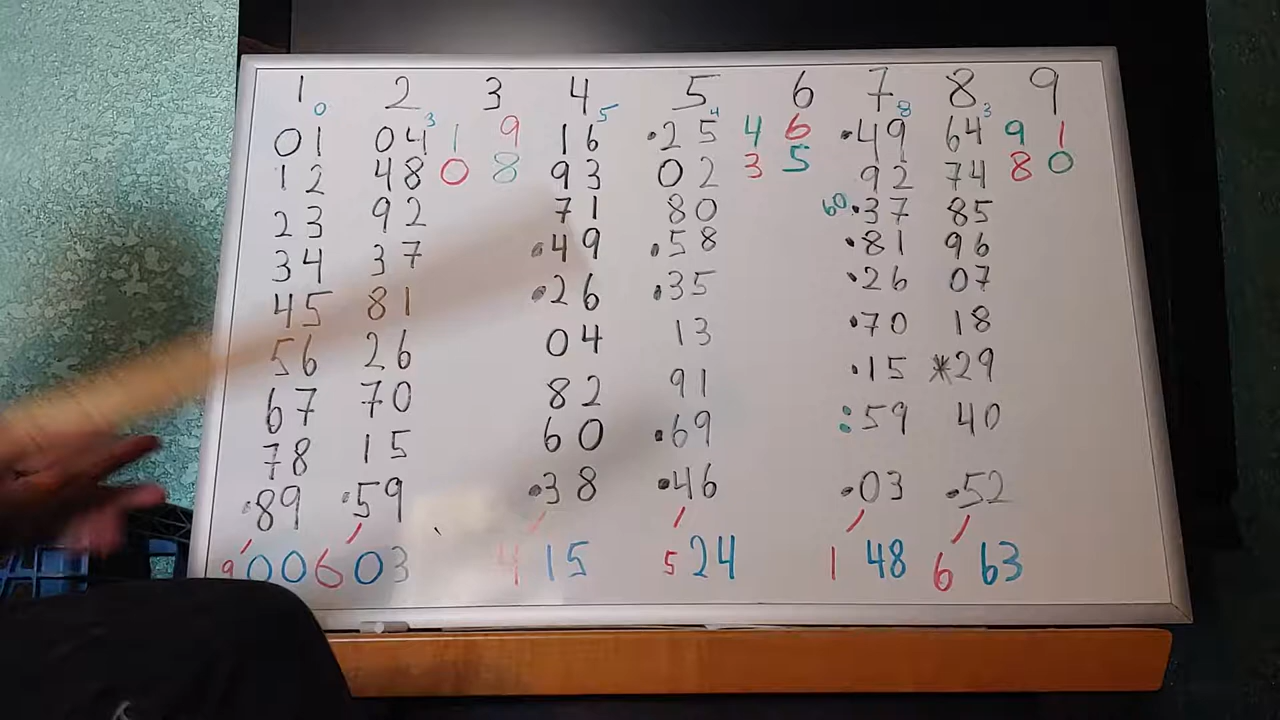 1 2 3 4 5 6 7 8 9
0 3 5 4 8 3
01 04 1 9 16 .25 4 6 .49 64 9 1
12 48 0 8 93 02 3 5 92 74 8 0
23 92 71 80 60 .37 85
34 37 .49 .58 .81 96
45 81 .26 .35 .26 07
56 26 04 13 .70 18
67 70 82 91 .15 *29
78 15 60 .69 :59 40
.89 .59 .38 .46 .03 .52
9 00 6 03 4 15 5 24 1 48 6 63